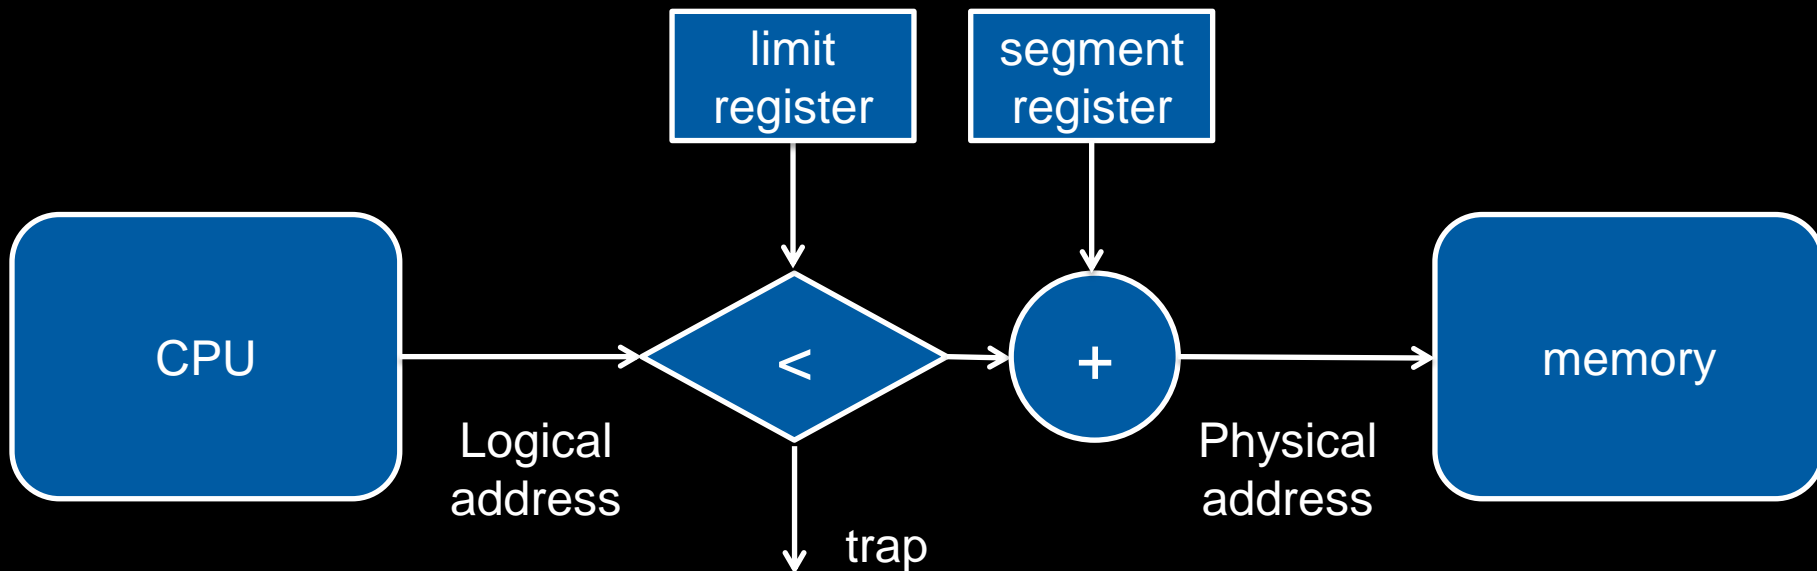 limit
register
segment
register
CPU
<
+
memory
Logical
address
Physical
address
trap